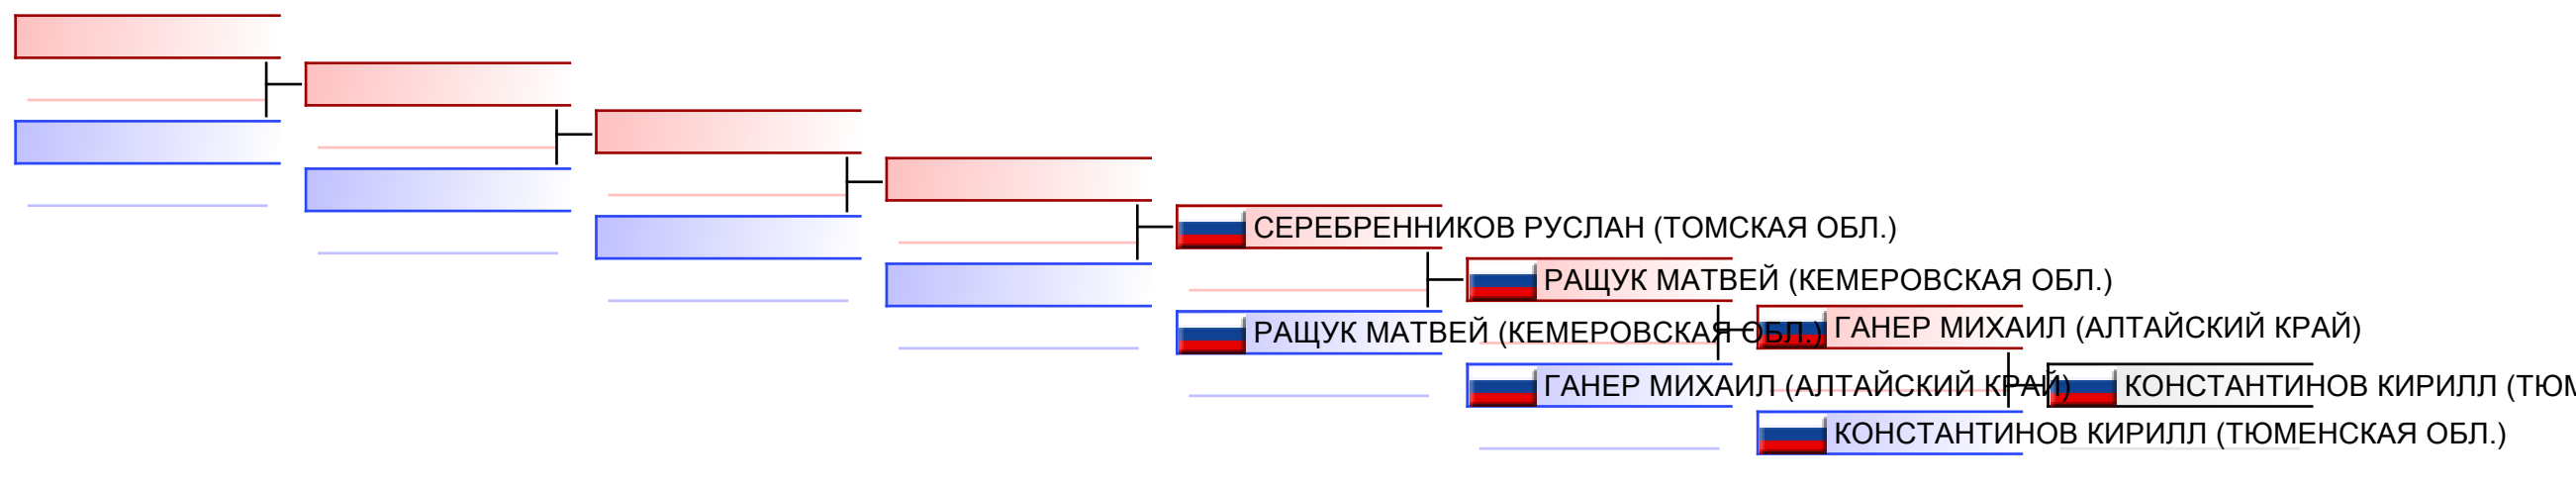 СЕРЕБРЕННИКОВ РУСЛАН (ТОМСКАЯ ОБЛ.)
РАЩУК МАТВЕЙ (КЕМЕРОВСКАЯ ОБЛ.)
ГАНЕР МИХАИЛ (АЛТАЙСКИЙ КРАЙ)
РАЩУК МАТВЕЙ (КЕМЕРОВСКАЯ ОБЛ.)
ГАНЕР МИХАИЛ (АЛТАЙСКИЙ КРАЙ)
КОНСТАНТИНОВ КИРИЛЛ (ТЮМ
КОНСТАНТИНОВ КИРИЛЛ (ТЮМЕНСКАЯ ОБЛ.)